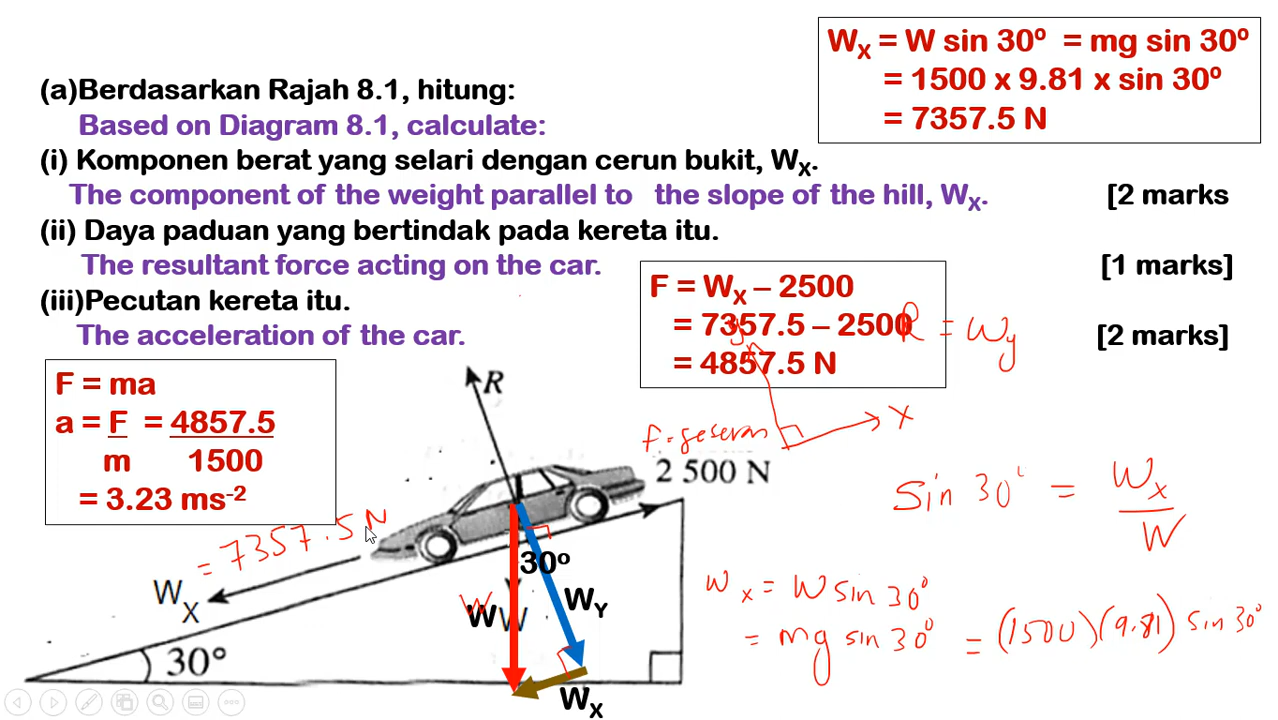 Wₓ = W sin 30º = mg sin 30º
= 1500 x 9.81 x sin 30º
= 7357.5 N
(a)Berdasarkan Rajah 8.1, hitung:
Based on Diagram 8.1, calculate:
(i) Komponen berat yang selari dengan cerun bukit, Wₓ.
The component of the weight parallel to the slope of the hill, Wₓ. [2 marks
(ii) Daya paduan yang bertindak pada kereta itu.
The resultant force acting on the car. [1 marks]
(iii)Pecutan kereta itu.
The acceleration of the car. [2 marks]
F = Wₓ – 2500
= 7357.5 – 2500
= 4857.5 N
R = Wy
y
x
F = ma
a = F = 4857.5
m 1500
= 3.23 ms⁻²
R
F. geseran
2 500 N
sin 30° = Wx
W
= 7357.5 N
Wₓ
30º
W_Y
W
W W
30°
Wₓ
Wx = W sin 30°
= mg sin 30° = (1500)(9.81) sin 30°